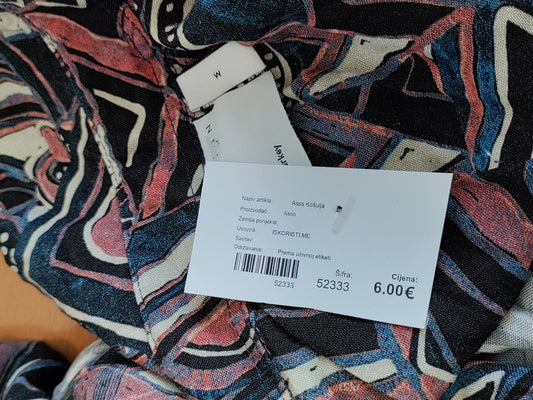 M
Turkey
Naziv artikla: Asos Košulja
Proizvođač: Asos
Zemlja porijekla:
Uvoznik: ISKORISTI.ME
Sastav:
Održavanje: Prema ušivnoj etiketi
52333
Šifra:
52333
Cijena:
6.00€